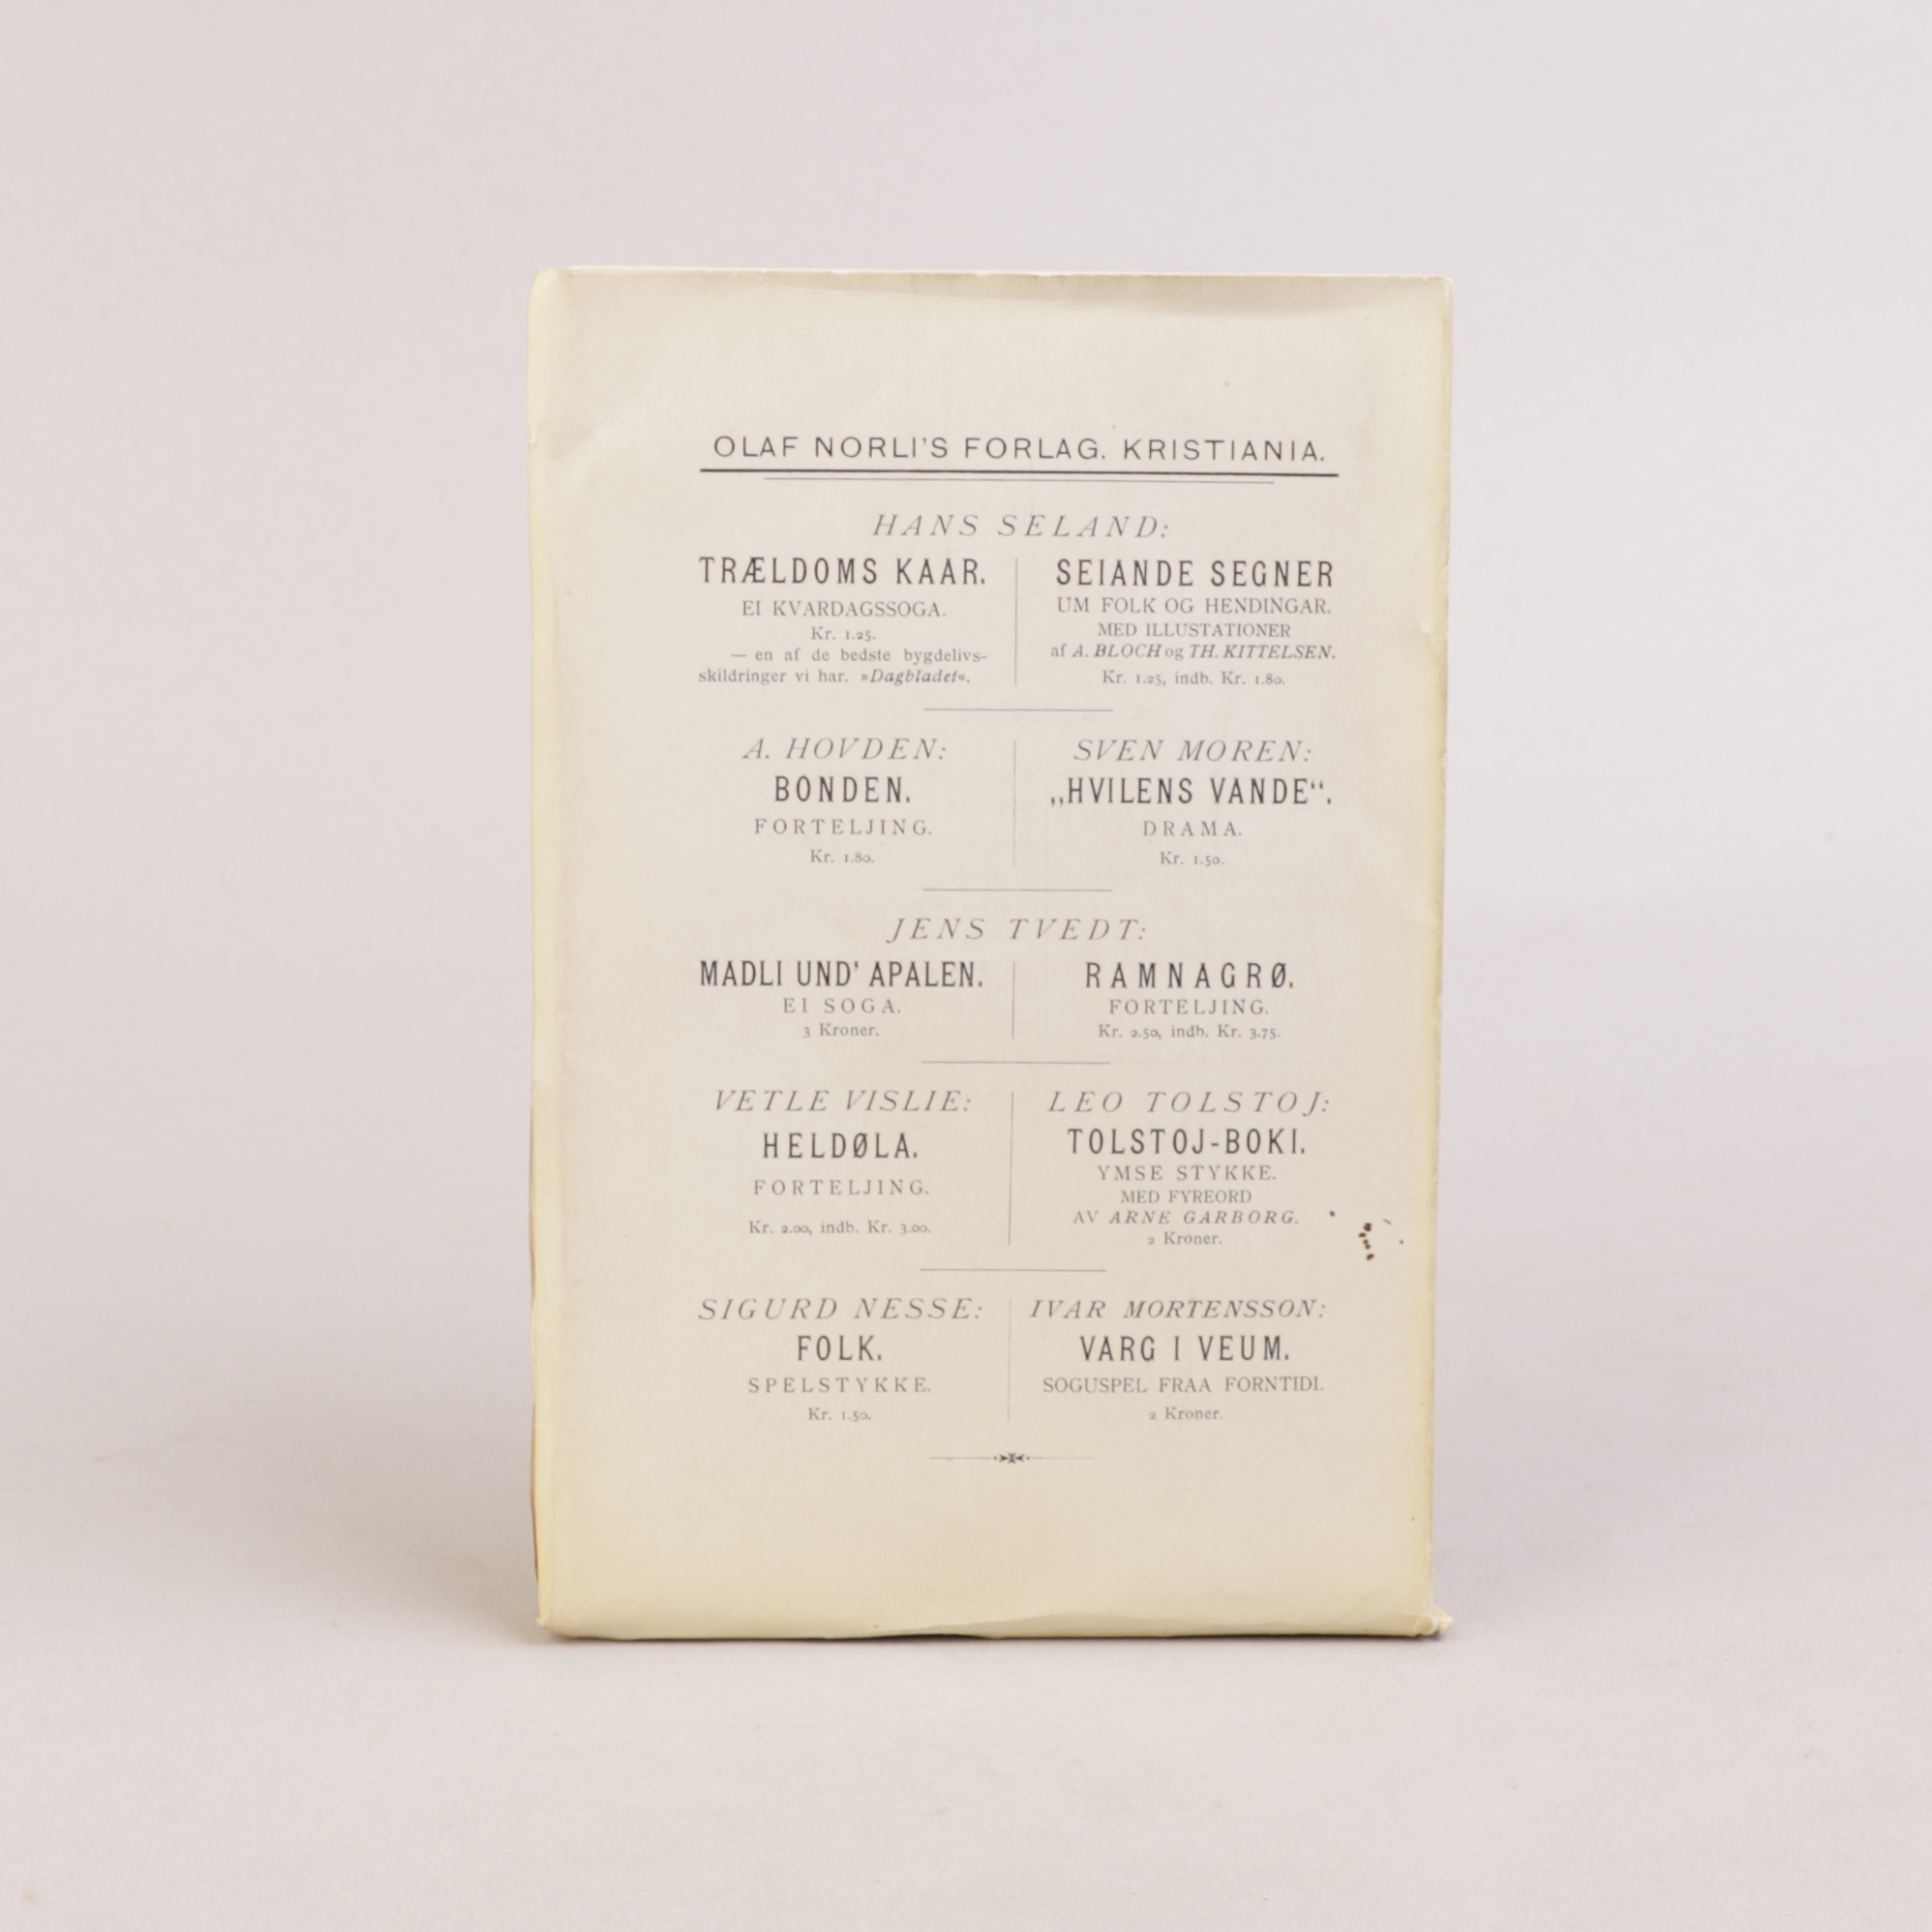 OLAF NORLI'S FORLAG. KRISTIANIA.
HANS SELAND:
TRÆLDOMS KAAR.
EI KVARDAGSSOGA.
Kr. 1.25.
— en af de bedste bygdelivs-
skildringer vi har. »Dagbladet«.
SEIANDE SEGNER
UM FOLK OG HENDINGAR.
MED ILLUSTATIONER
af A. BLOCH og TH. KITTELSEN.
Kr. 1.25, indb. Kr. 1.80.
A. HOVDEN:
BONDEN.
FORTELJING.
Kr. 1.80.
SVEN MOREN:
„HVILENS VANDE“.
DRAMA.
Kr. 1.50.
JENS TVEDT:
MADLI UND' APALEN.
EI SOGA.
3 Kroner.
RAMNAGRØ.
FORTELJING.
Kr. 2.50, indb. Kr. 3.75.
VETLE VISLIE:
HELDØLA.
FORTELJING.
Kr. 2.00, indb. Kr. 3.00.
LEO TOLSTOJ:
TOLSTOJ-BOKI.
YMSE STYKKE.
MED FYREORD
AV ARNE GARBORG.
2 Kroner.
SIGURD NESSE:
FOLK.
SPELSTYKKE.
Kr. 1.50.
IVAR MORTENSSON:
VARG I VEUM.
SOGUSPEL FRAA FORNTIDI.
2 Kroner.